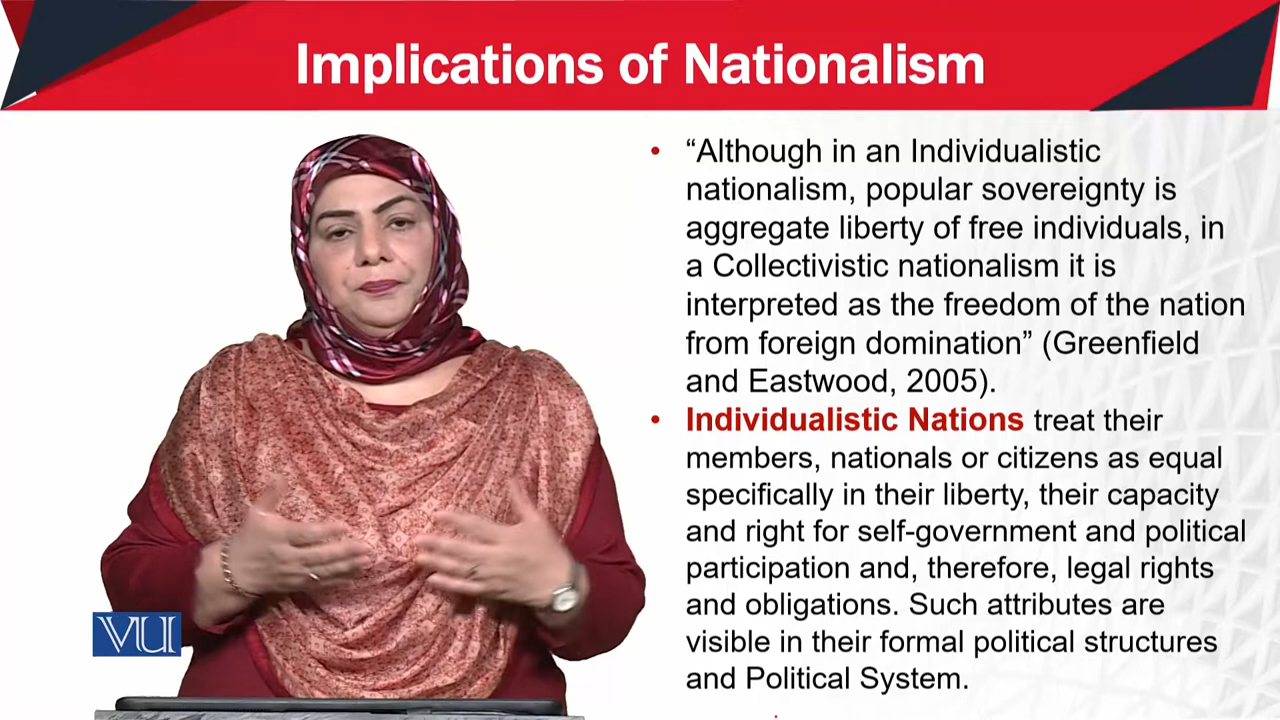 Implications of Nationalism
• “Although in an Individualistic
nationalism, popular sovereignty is
aggregate liberty of free individuals, in
a Collectivistic nationalism it is
interpreted as the freedom of the nation
from foreign domination” (Greenfield
and Eastwood, 2005).
• Individualistic Nations treat their
members, nationals or citizens as equal
specifically in their liberty, their capacity
and right for self-government and political
participation and, therefore, legal rights
and obligations. Such attributes are
visible in their formal political structures
and Political System.
VU